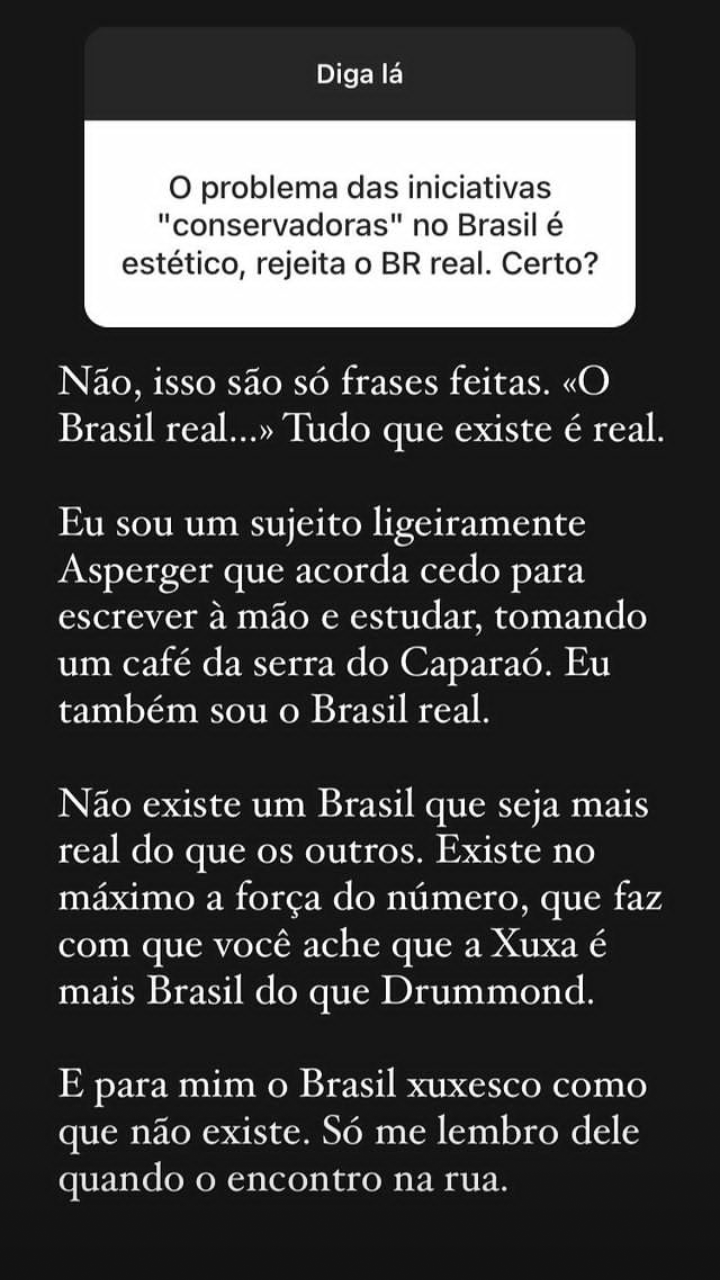 Diga lá
O problema das iniciativas
"conservadoras" no Brasil é
estético, rejeita o BR real. Certo?
Não, isso são só frases feitas. «O
Brasil real...» Tudo que existe é real.
Eu sou um sujeito ligeiramente
Asperger que acorda cedo para
escrever à mão e estudar, tomando
um café da serra do Caparaó. Eu
também sou o Brasil real.
Não existe um Brasil que seja mais
real do que os outros. Existe no
máximo a força do número, que faz
com que você ache que a Xuxa é
mais Brasil do que Drummond.
E para mim o Brasil xuxesco como
que não existe. Só me lembro dele
quando o encontro na rua.